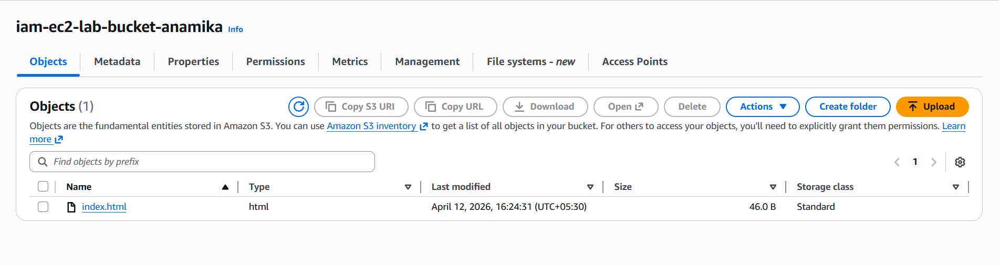 iam-ec2-lab-bucket-anamika Info
Objects Metadata Properties Permissions Metrics Management File systems - new Access Points
Objects (1) Copy S3 URI Copy URL Download Open Delete Actions Create folder Upload
Objects are the fundamental entities stored in Amazon S3. You can use Amazon S3 inventory to get a list of all objects in your bucket. For others to access your objects, you'll need to explicitly grant them permissions. Learn
more
Find objects by prefix 1
Name Type Last modified Size Storage class
index.html html April 12, 2026, 16:24:31 (UTC+05:30) 46.0 B Standard